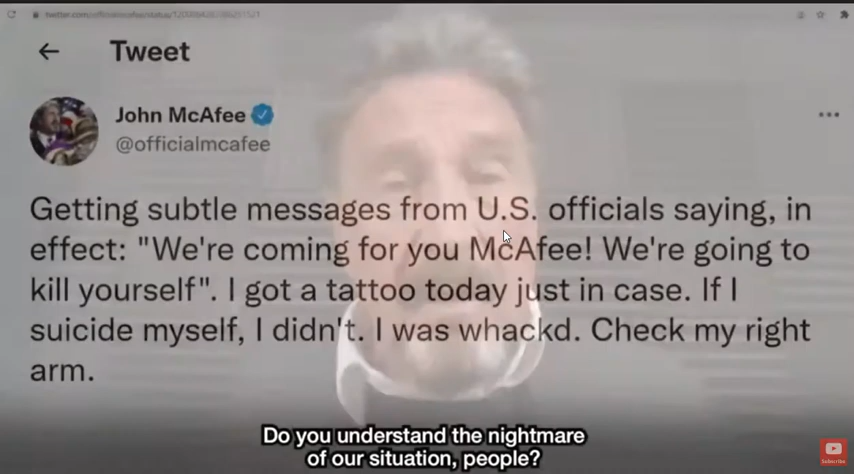 Tweet
John McAfee
@officialmcafee
Getting subtle messages from U.S. officials saying, in
effect: "We're coming for you McAfee! We're going to
kill yourself". I got a tattoo today just in case. If I
suicide myself, I didn't. I was whackd. Check my right
arm.
Do you understand the nightmare
of our situation, people?
Subscribe